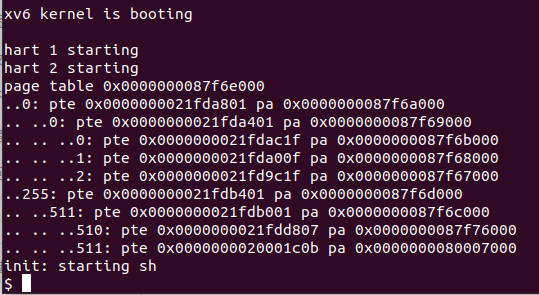 xv6 kernel is booting
hart 1 starting
hart 2 starting
page table 0x0000000087f6e000
..0: pte 0x0000000021fda801 pa 0x0000000087f6a000
.. ..0: pte 0x0000000021fda401 pa 0x0000000087f69000
.. .. ..0: pte 0x0000000021fdac1f pa 0x0000000087f6b000
.. .. ..1: pte 0x0000000021fda00f pa 0x0000000087f68000
.. .. ..2: pte 0x0000000021fd9c1f pa 0x0000000087f67000
..255: pte 0x0000000021fdb401 pa 0x0000000087f6d000
.. ..511: pte 0x0000000021fdb001 pa 0x0000000087f6c000
.. .. ..510: pte 0x0000000021fdd807 pa 0x0000000087f76000
.. .. ..511: pte 0x0000000020001c0b pa 0x0000000080007000
init: starting sh
$